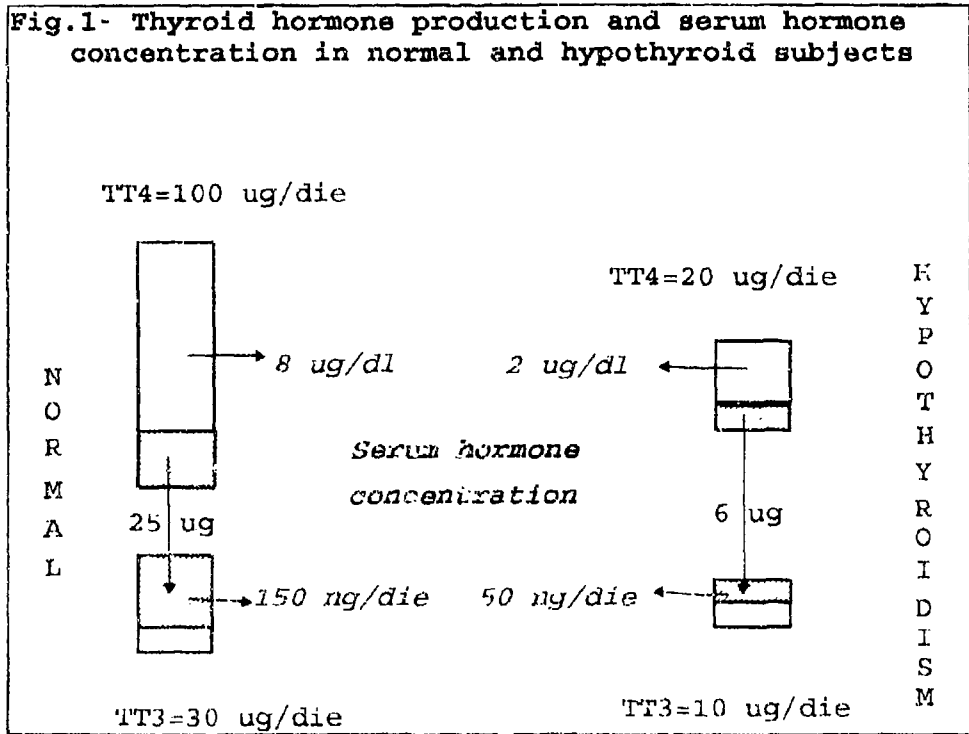 Fig.1- Thyroid hormone production and serum hormone
concentration in normal and hypothyroid subjects
TT4=100 ug/die
TT4=20 ug/die
8 ug/dl
2 ug/dl
NORMAL
HYPOTHYROIDISM
Serum hormone
concentration
25 ug
6 ug
150 ng/die
50 ng/die
TT3=30 ug/die
TT3=10 ug/die